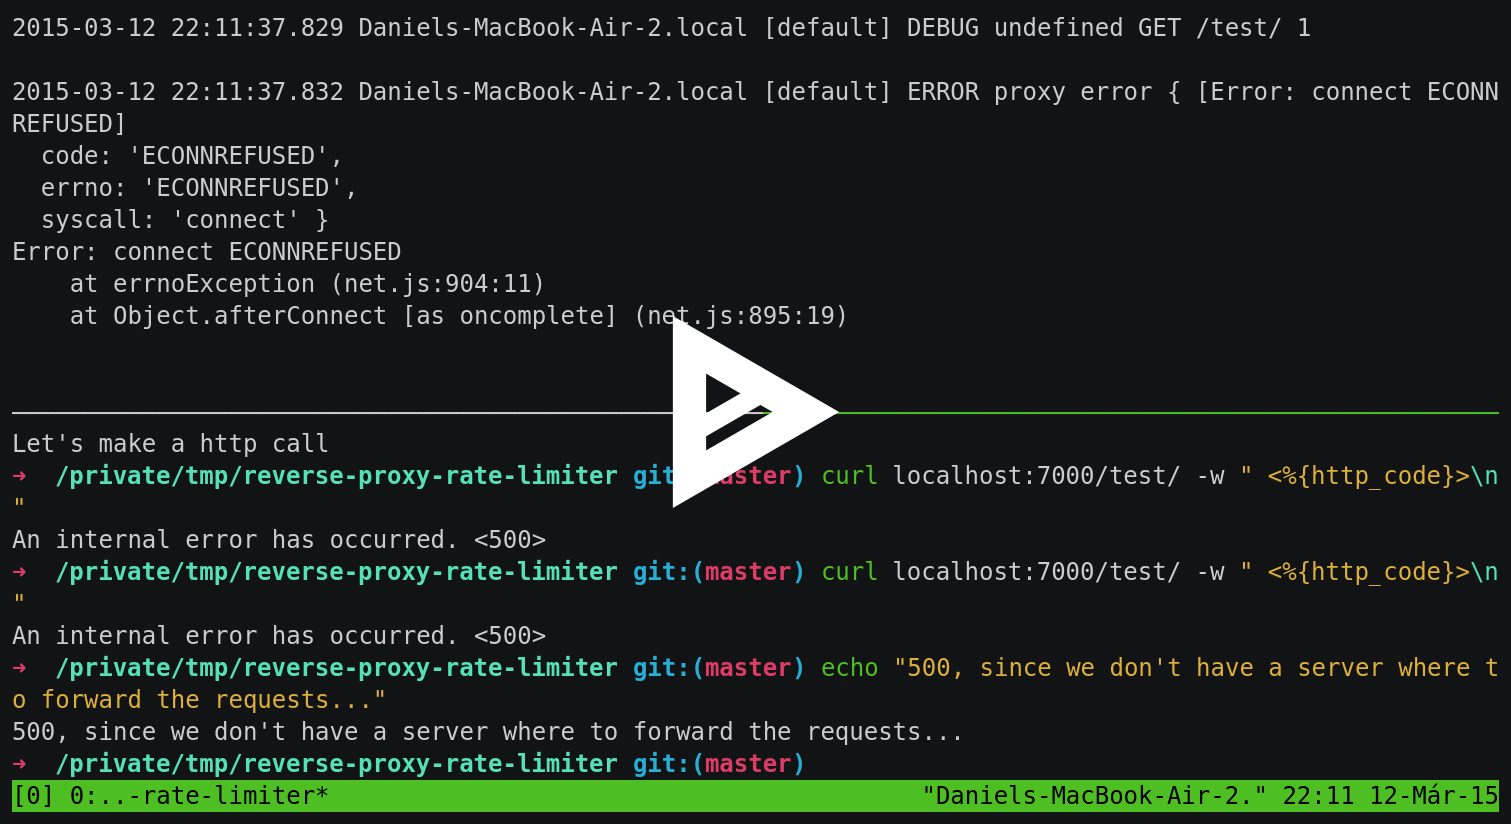 2015-03-12 22:11:37.829 Daniels-MacBook-Air-2.local [default] DEBUG undefined GET /test/ 1
2015-03-12 22:11:37.832 Daniels-MacBook-Air-2.local [default] ERROR proxy error { [Error: connect ECONN
REFUSED]
  code: 'ECONNREFUSED',
  errno: 'ECONNREFUSED',
  syscall: 'connect' }
Error: connect ECONNREFUSED
    at errnoException (net.js:904:11)
    at Object.afterConnect [as oncomplete] (net.js:895:19)
Let's make a http call
➜  /private/tmp/reverse-proxy-rate-limiter git:(master) curl localhost:7000/test/ -w " <%{http_code}>\n
"
An internal error has occurred. <500>
➜  /private/tmp/reverse-proxy-rate-limiter git:(master) curl localhost:7000/test/ -w " <%{http_code}>\n
"
An internal error has occurred. <500>
➜  /private/tmp/reverse-proxy-rate-limiter git:(master) echo "500, since we don't have a server where t
o forward the requests..."
500, since we don't have a server where to forward the requests...
➜  /private/tmp/reverse-proxy-rate-limiter git:(master)
[0] 0:..-rate-limiter* "Daniels-MacBook-Air-2." 22:11 12-Már-15